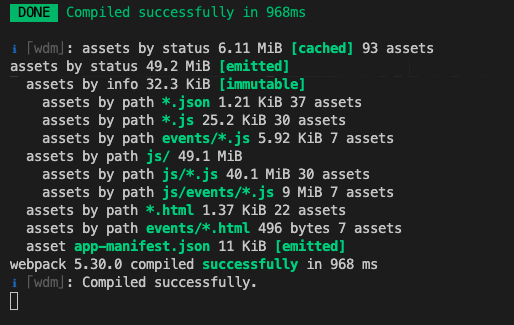 DONE Compiled successfully in 968ms
i ｢wdm｣: assets by status 6.11 MiB [cached] 93 assets
assets by status 49.2 MiB [emitted]
assets by info 32.3 KiB [immutable]
assets by path *.json 1.21 KiB 37 assets
assets by path *.js 25.2 KiB 30 assets
assets by path events/*.js 5.92 KiB 7 assets
assets by path js/ 49.1 MiB
assets by path js/*.js 40.1 MiB 30 assets
assets by path js/events/*.js 9 MiB 7 assets
assets by path *.html 1.37 KiB 22 assets
assets by path events/*.html 496 bytes 7 assets
asset app-manifest.json 11 KiB [emitted]
webpack 5.30.0 compiled successfully in 968 ms
i ｢wdm｣: Compiled successfully.